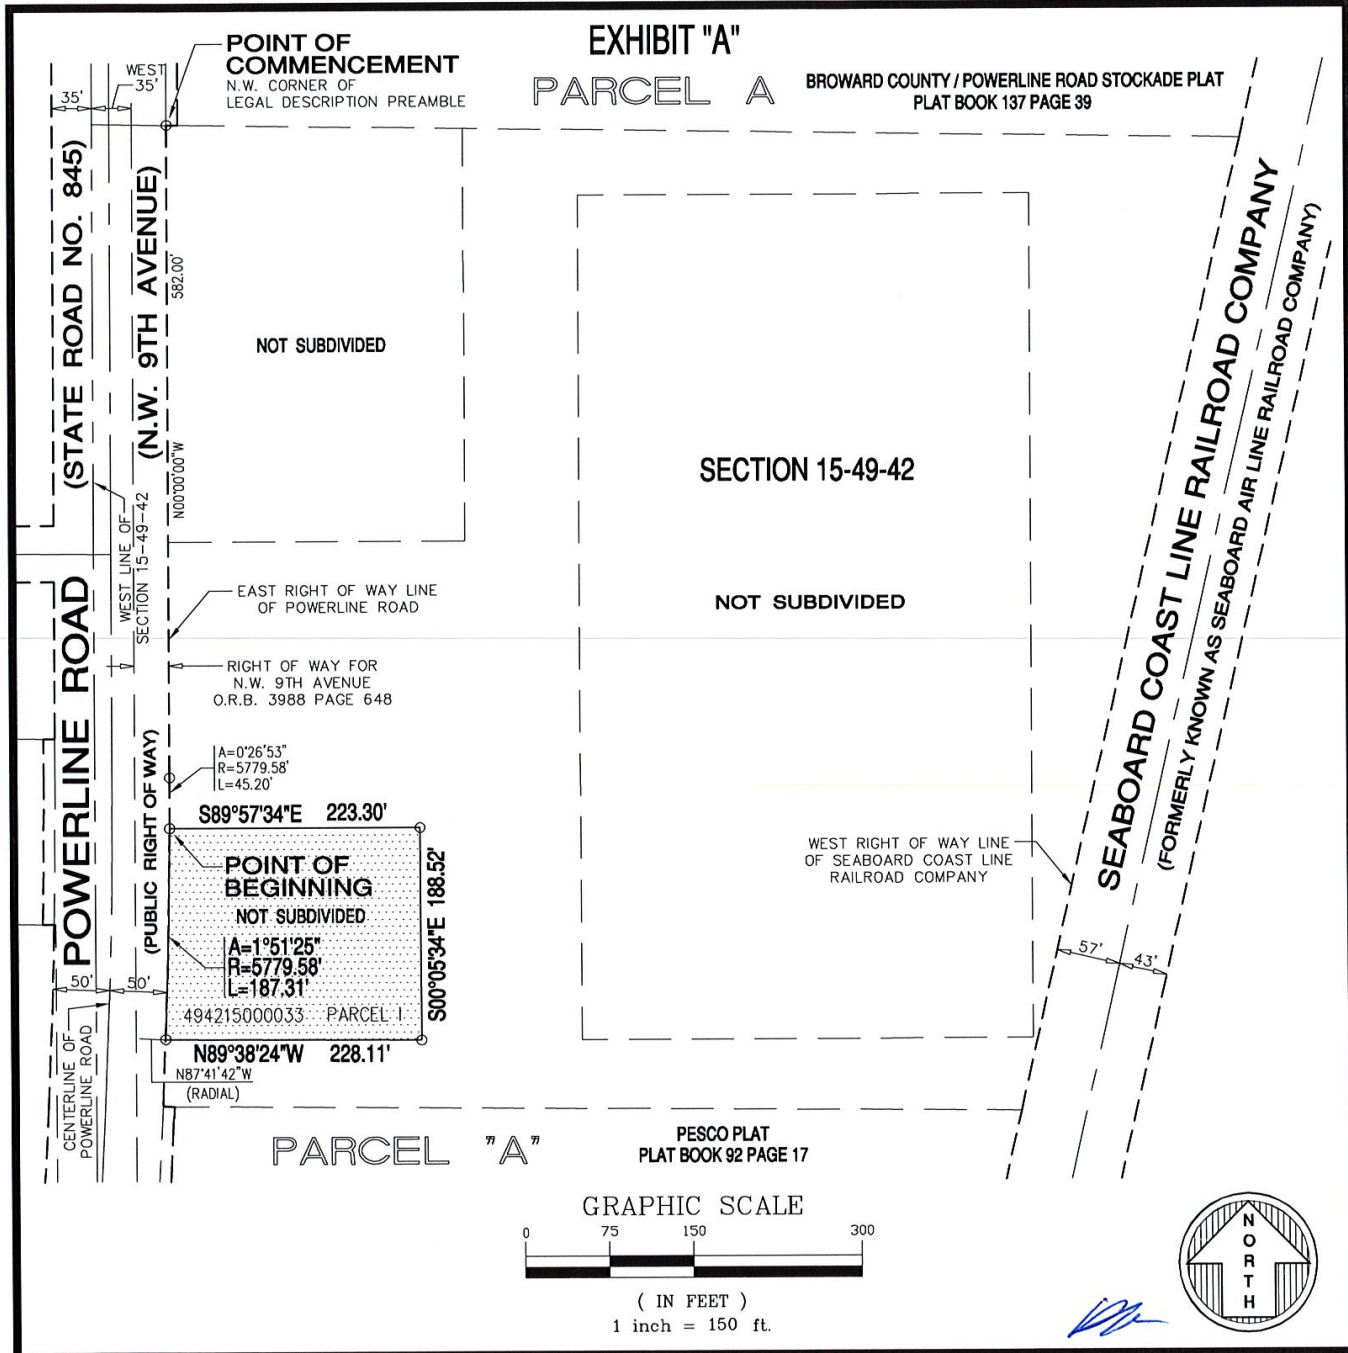 EXHIBIT "A"
POINT OF
COMMENCEMENT
N.W. CORNER OF
LEGAL DESCRIPTION PREAMBLE
PARCEL A
BROWARD COUNTY / POWERLINE ROAD STOCKADE PLAT
PLAT BOOK 137 PAGE 39
35'
WEST
35'
(STATE ROAD NO. 845)
(N.W. 9TH AVENUE)
582.00'
N00°00'00"W
NOT SUBDIVIDED
SECTION 15-49-42
NOT SUBDIVIDED
SEABOARD COAST LINE RAILROAD COMPANY
(FORMERLY KNOWN AS SEABOARD AIR LINE RAILROAD COMPANY)
WEST LINE OF
SECTION 15-49-42
EAST RIGHT OF WAY LINE
OF POWERLINE ROAD
RIGHT OF WAY FOR
N.W. 9TH AVENUE
O.R.B. 3988 PAGE 648
POWERLINE ROAD
(PUBLIC RIGHT OF WAY)
A=0°26'53"
R=5779.58'
L=45.20'
S89°57'34"E 223.30'
POINT OF
BEGINNING
NOT SUBDIVIDED
A=1°51'25"
R=5779.58'
L=187.31'
494215000033 PARCEL I
S00°05'34"E 188.52'
N89°38'24"W 228.11'
N87°41'42"W
(RADIAL)
50'
50'
CENTERLINE OF
POWERLINE ROAD
WEST RIGHT OF WAY LINE
OF SEABOARD COAST LINE
RAILROAD COMPANY
57'
43'
PARCEL "A"
PESCO PLAT
PLAT BOOK 92 PAGE 17
GRAPHIC SCALE
0 75 150 300
( IN FEET )
1 inch = 150 ft.
NORTH